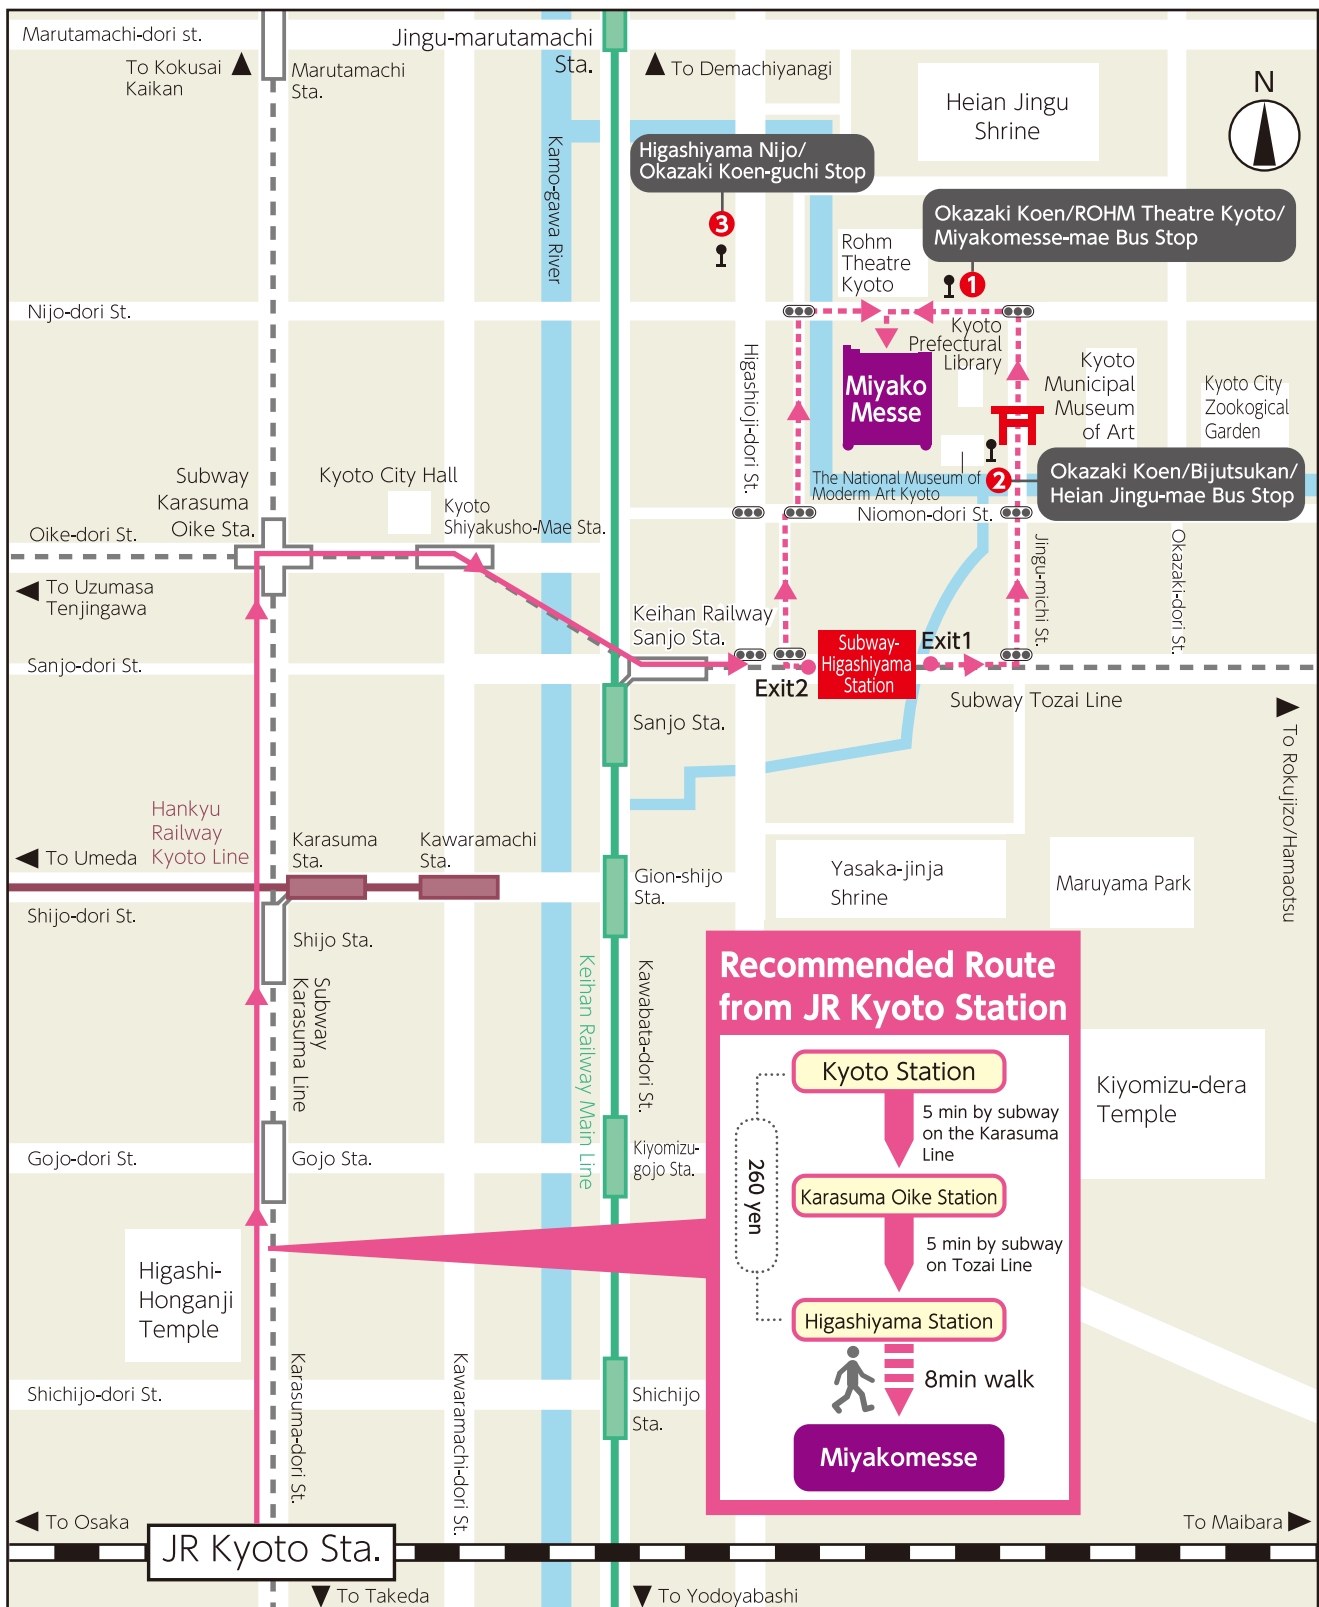 Marutamachi-dori st.
To Kokusai
Kaikan
Marutamachi
Sta.
Jingu-marutamachi
Sta.
To Demachiyanagi
Heian Jingu
Shrine
N
Kamo-gawa River
Higashiyama Nijo/
Okazaki Koen-guchi Stop
3
Okazaki Koen/ROHM Theatre Kyoto/
Miyakomesse-mae Bus Stop
1
Rohm
Theatre
Kyoto
Nijo-dori St.
Kyoto
Prefectural
Library
Higashioji-dori St.
Miyako
Messe
Kyoto
Municipal
Museum
of Art
Kyoto City
Zookogical
Garden
The National Museum of
Modern Art Kyoto
2
Okazaki Koen/Bijutsukan/
Heian Jingu-mae Bus Stop
Niomon-dori St.
Subway
Karasuma
Oike Sta.
Kyoto City Hall
Kyoto
Shiyakusho-Mae Sta.
Oike-dori St.
To Uzumasa
Tenjingawa
Jingu-michi St.
Okazaki-dori St.
Keihan Railway
Sanjo Sta.
Subway-
Higashiyama
Station
Exit1
Exit2
Sanjo-dori St.
Subway Tozai Line
Sanjo Sta.
To Rokujizo/Hamaotsu
Hankyu
Railway
Kyoto Line
To Umeda
Karasuma
Sta.
Kawaramachi
Sta.
Gion-shijo
Sta.
Yasaka-jinja
Shrine
Maruyama Park
Shijo-dori St.
Shijo Sta.
Subway
Karasuma Line
Keihan Railway Main Line
Kawabata-dori St.
Recommended Route
from JR Kyoto Station
Kyoto Station
5 min by subway
on the Karasuma
Line
Karasuma Oike Station
260 yen
5 min by subway
on Tozai Line
Higashiyama Station
8min walk
Miyakomesse
Kiyomizu-dera
Temple
Gojo-dori St.
Gojo Sta.
Kiyomizu-
gojo Sta.
Higashi-
Honganji
Temple
Karasuma-dori St.
Kawaramachi-dori St.
Shichijo-dori St.
Shichijo
Sta.
To Osaka
JR Kyoto Sta.
To Maibara
To Takeda
To Yodoyabashi